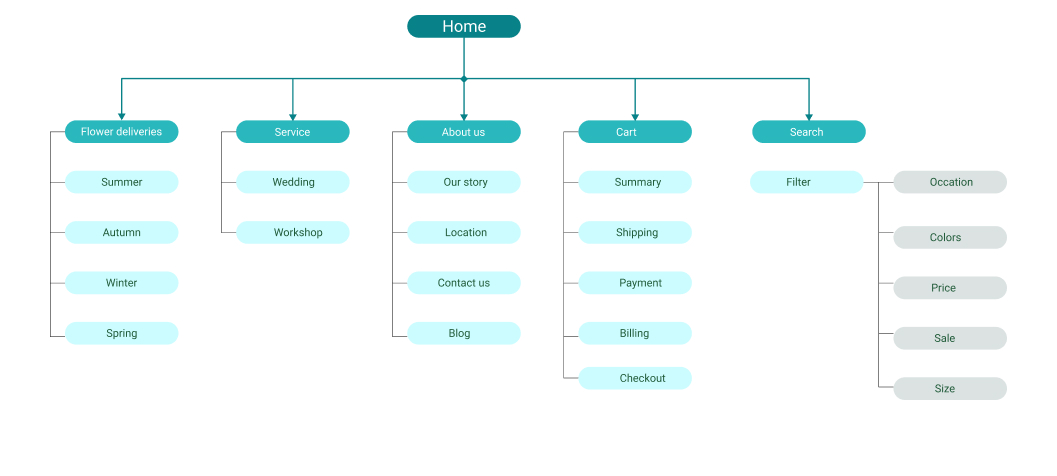 Home
Flower deliveries
Summer
Autumn
Winter
Spring
Service
Wedding
Workshop
About us
Our story
Location
Contact us
Blog
Cart
Summary
Shipping
Payment
Billing
Checkout
Search
Filter
Occation
Colors
Price
Sale
Size